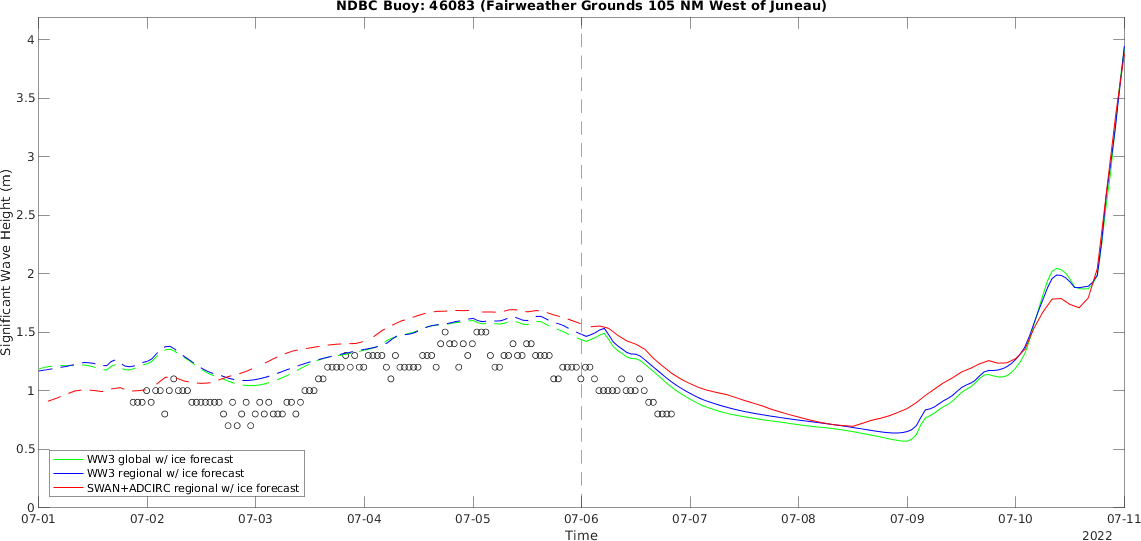 NDBC Buoy: 46083 (Fairweather Grounds 105 NM West of Juneau)
Significant Wave Height (m)
4
3.5
3
2.5
2
1.5
1
0.5
0
WW3 global w/ ice forecast
WW3 regional w/ ice forecast
SWAN+ADCIRC regional w/ ice forecast
07-01 07-02 07-03 07-04 07-05 07-06 07-07 07-08 07-09 07-10 07-11
Time
2022